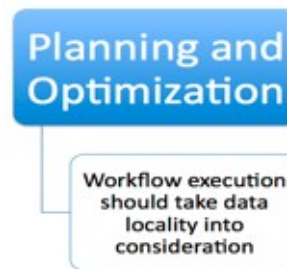 Planning and
Optimization
Workflow execution
should take data
locality into
consideration